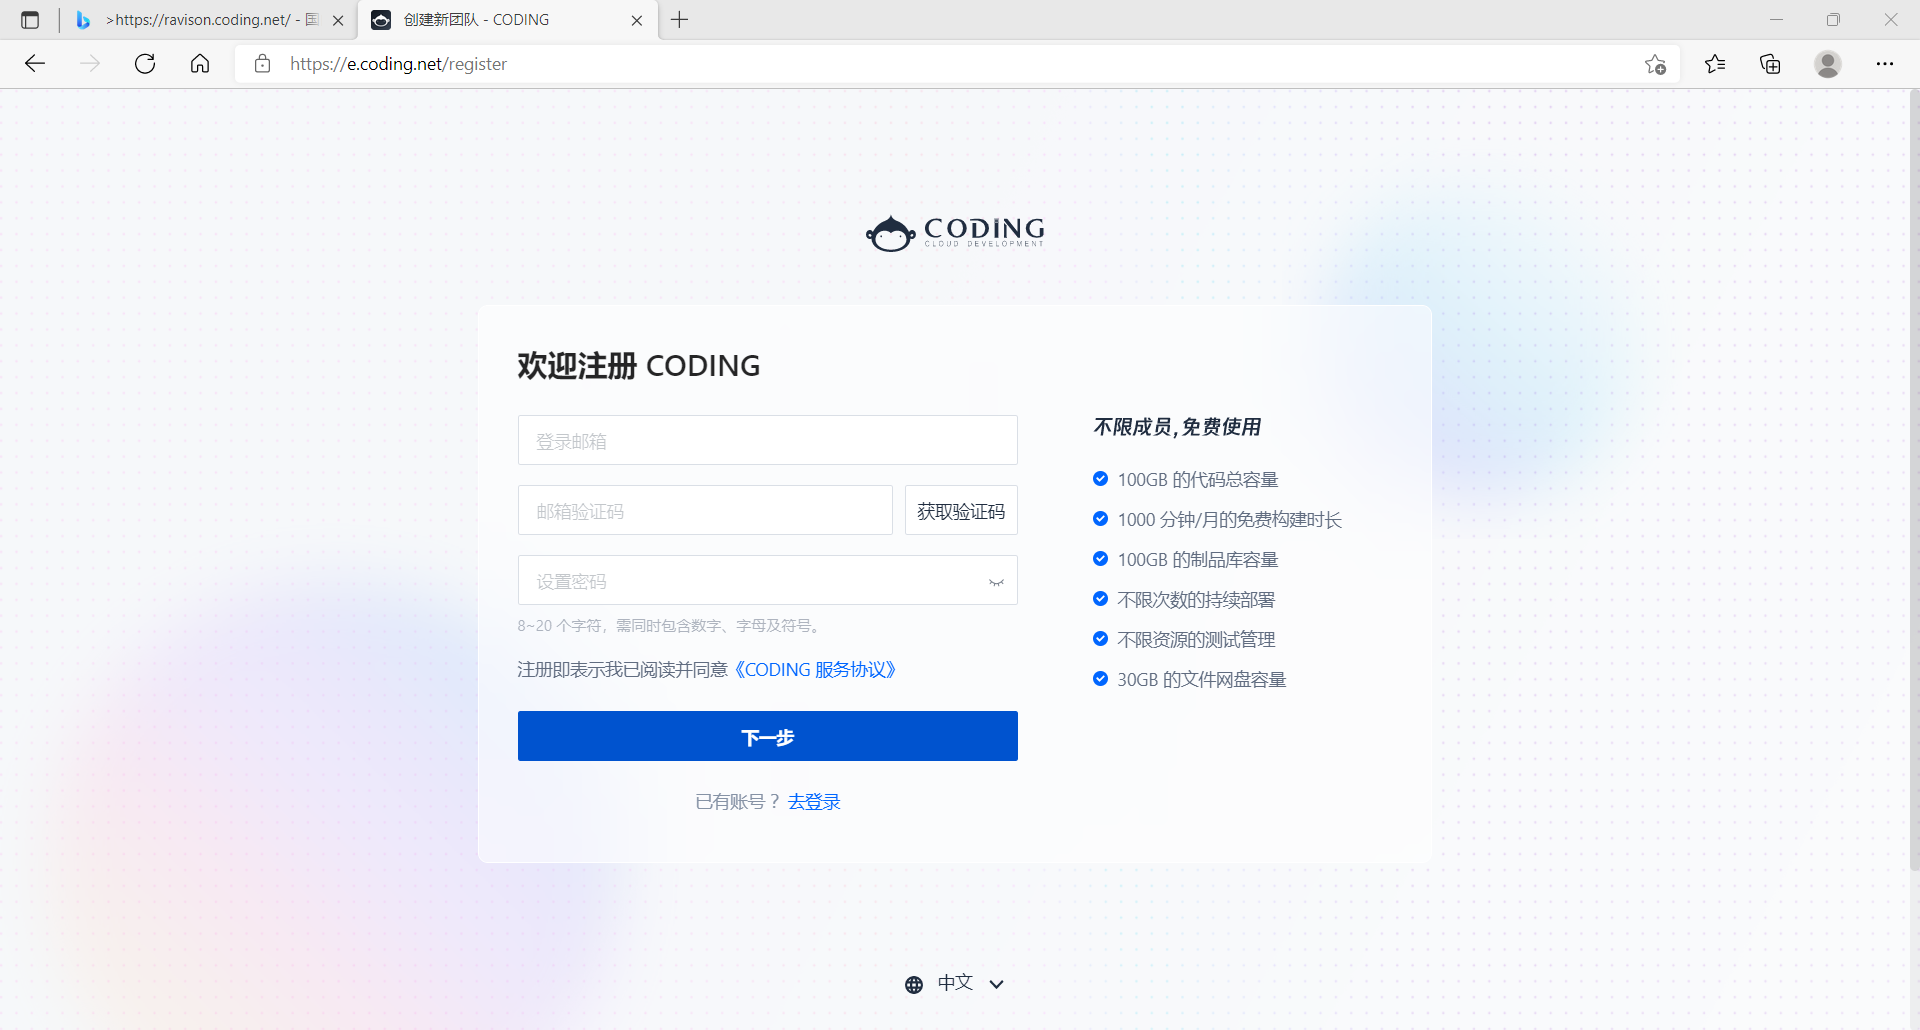 >https://ravison.coding.net/ - 国
创建新团队 - CODING
https://e.coding.net/register
CODING
CLOUD DEVELOPMENT
欢迎注册 CODING
登录邮箱
邮箱验证码
获取验证码
设置密码
8~20 个字符，需同时包含数字、字母及符号。
注册即表示我已阅读并同意《CODING 服务协议》
下一步
已有账号？去登录
不限成员，免费使用
100GB 的代码总容量
1000 分钟/月的免费构建时长
100GB 的制品库容量
不限次数的持续部署
不限资源的测试管理
30GB 的文件网盘容量
中文